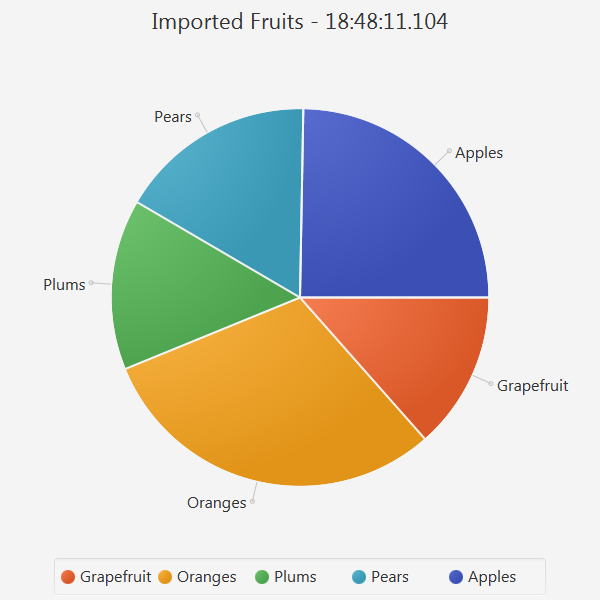 Imported Fruits - 18:48:11.104
Pears
Apples
Plums
Grapefruit
Oranges
Grapefruit Oranges Plums Pears Apples